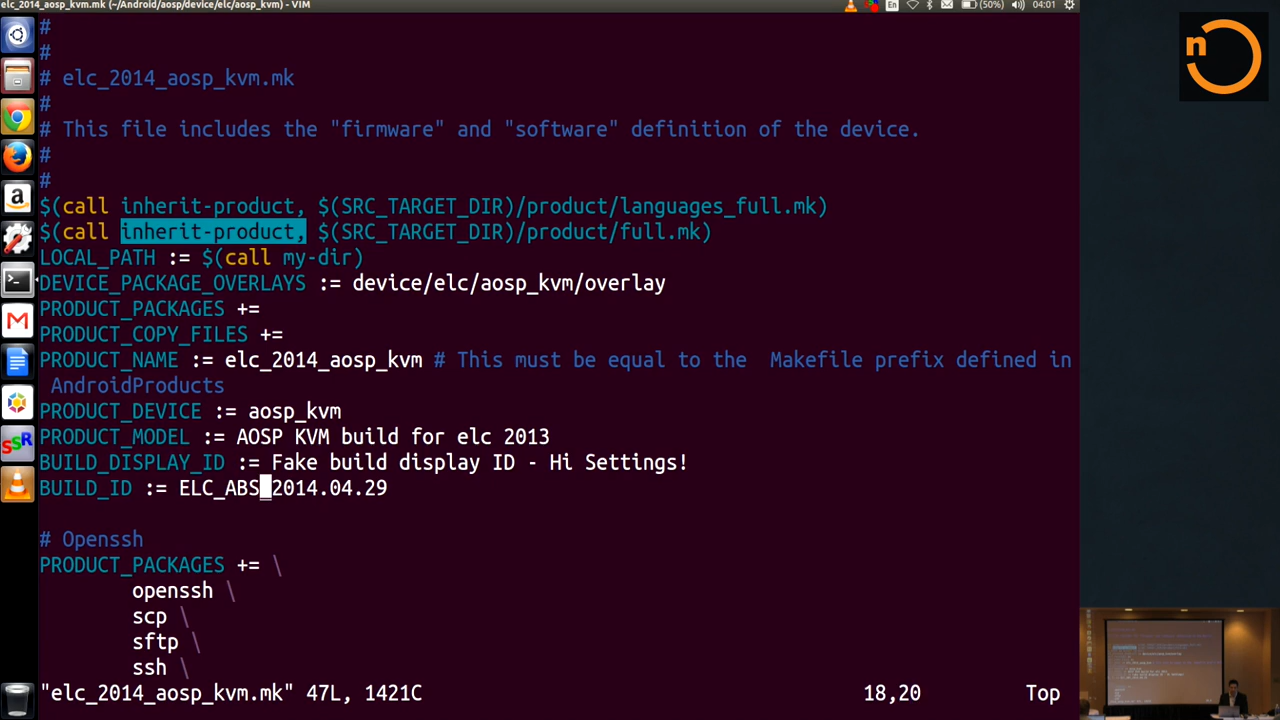 elc_2014_aosp_kvm.mk (~/Android/aosp/device/elc/aosp_kvm) - VIM
En
(50%)
04:01
#
#
# elc_2014_aosp_kvm.mk
#
# This file includes the "firmware" and "software" definition of the device.
#
#
$(call inherit-product, $(SRC_TARGET_DIR)/product/languages_full.mk)
$(call inherit-product, $(SRC_TARGET_DIR)/product/full.mk)
LOCAL_PATH := $(call my-dir)
DEVICE_PACKAGE_OVERLAYS := device/elc/aosp_kvm/overlay
PRODUCT_PACKAGES +=
PRODUCT_COPY_FILES +=
PRODUCT_NAME := elc_2014_aosp_kvm # This must be equal to the  Makefile prefix defined in
AndroidProducts
PRODUCT_DEVICE := aosp_kvm
PRODUCT_MODEL := AOSP KVM build for elc 2013
BUILD_DISPLAY_ID := Fake build display ID - Hi Settings!
BUILD_ID := ELC_ABS_2014.04.29
# Openssh
PRODUCT_PACKAGES += \
openssh \
scp \
sftp \
ssh \
"elc_2014_aosp_kvm.mk" 47L, 1421C
18,20
Top
n
SSR